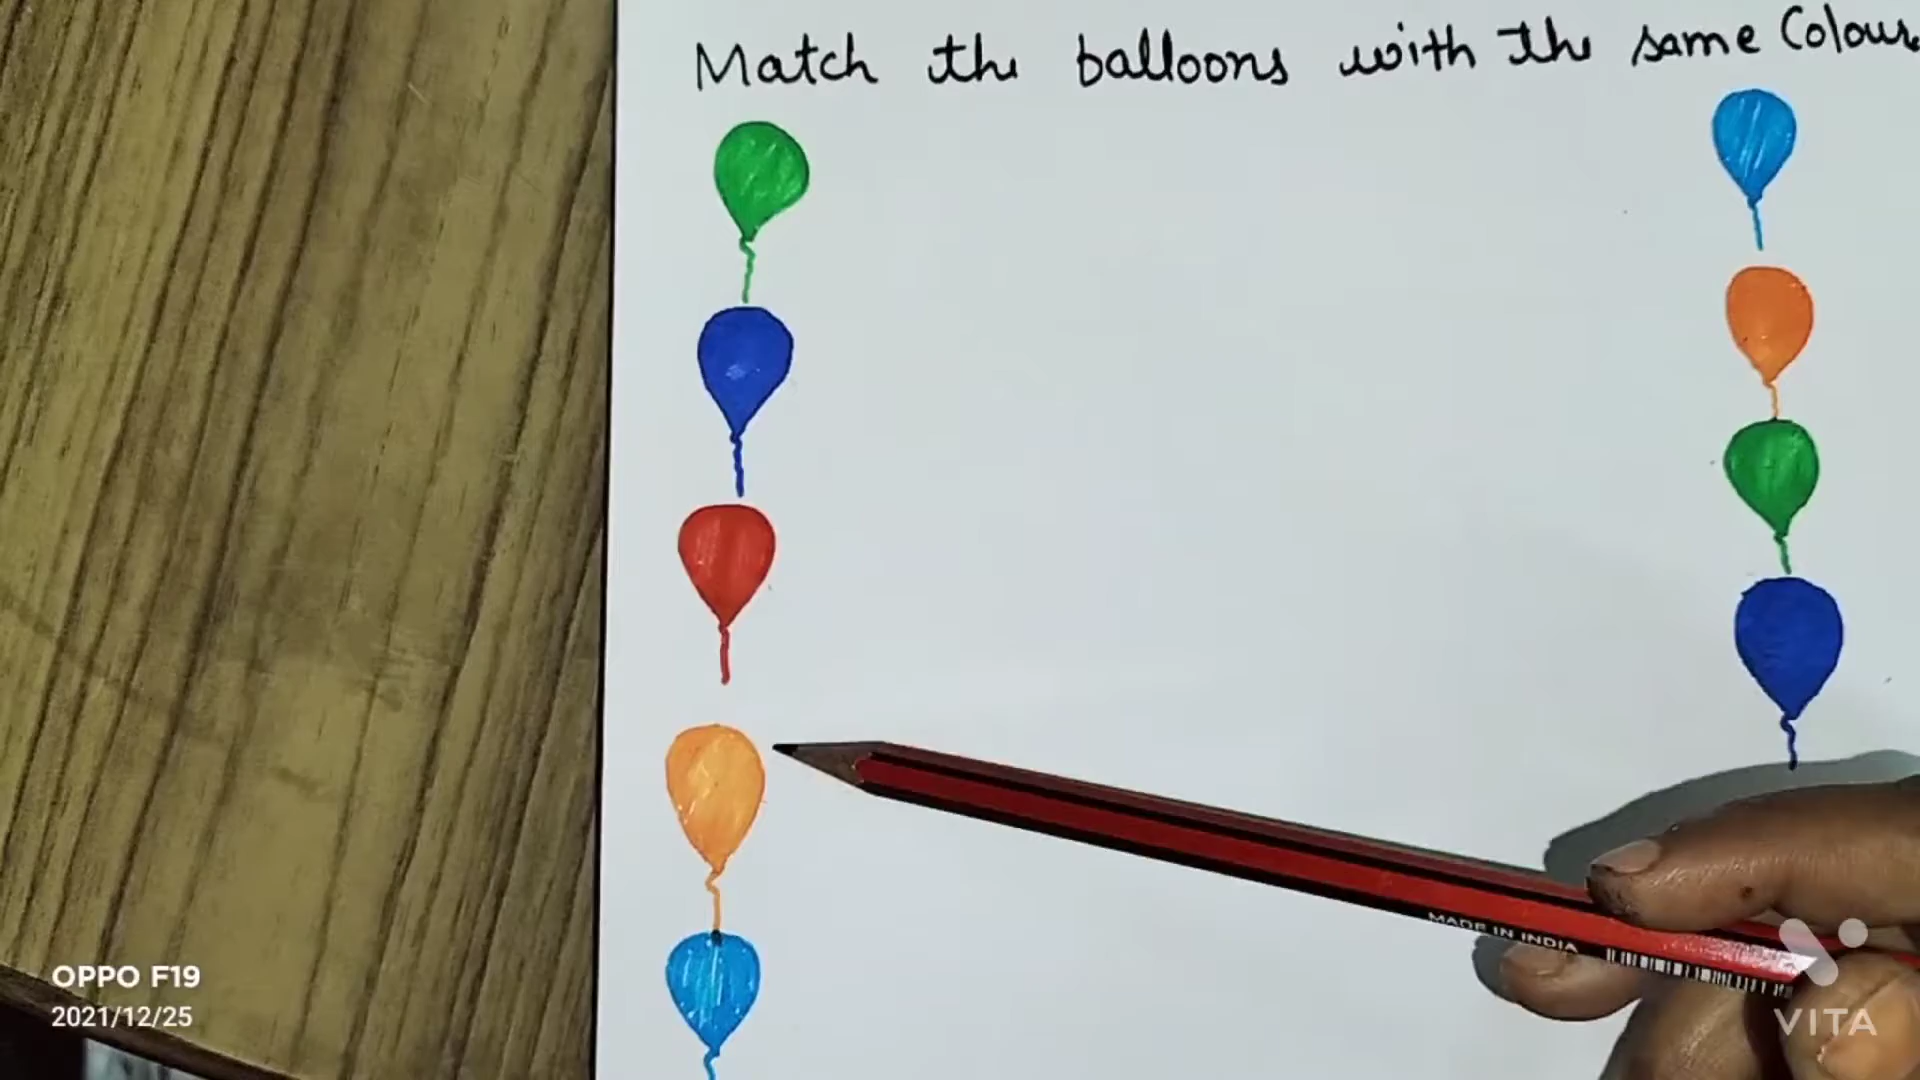 Match the balloons with the same Colour.
MADE IN INDIA
OPPO F19
2021/12/25
VITA